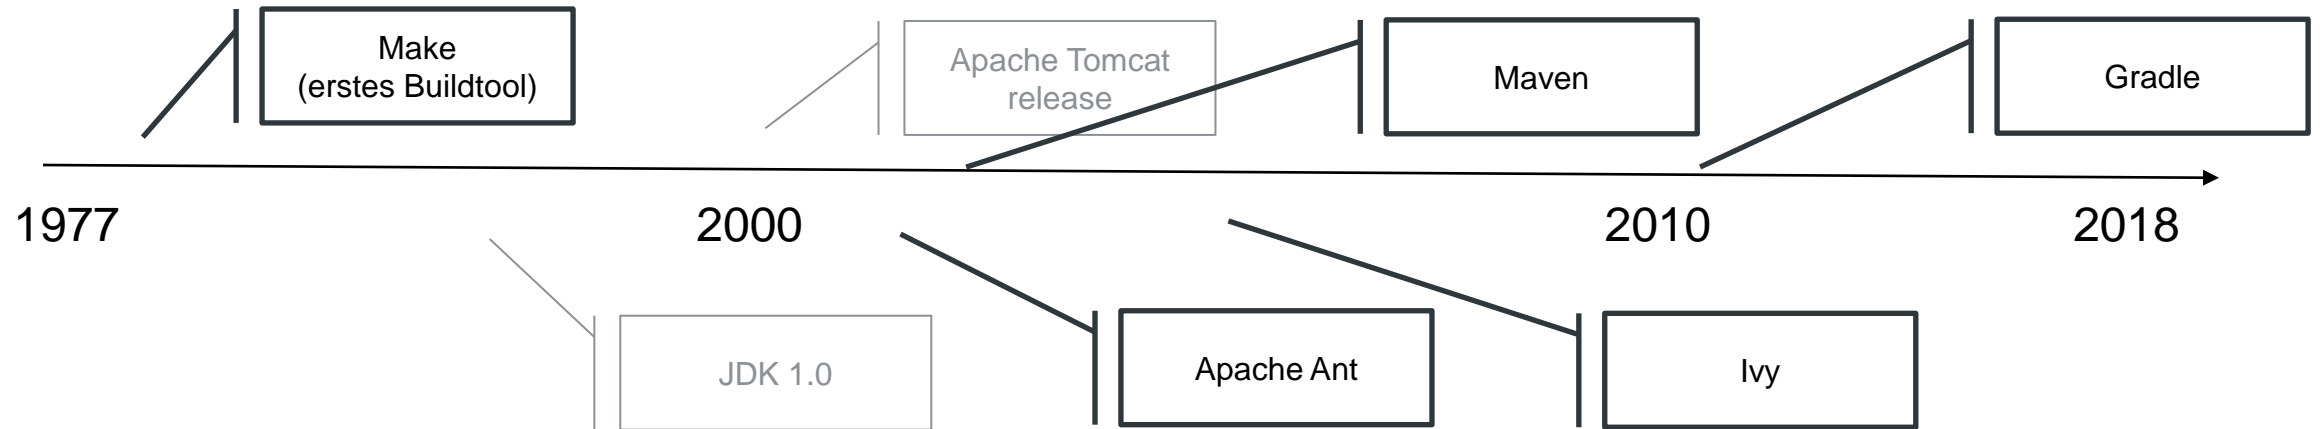 Make
(erstes Buildtool)
Apache Tomcat
release
Maven
Gradle
1977
2000
2010
2018
JDK 1.0
Apache Ant
Ivy